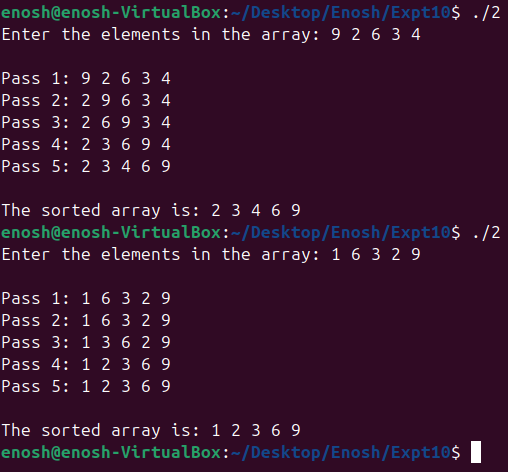 enosh@enosh-VirtualBox:~/Desktop/Enosh/Expt10$ ./2
Enter the elements in the array: 9 2 6 3 4
Pass 1: 9 2 6 3 4
Pass 2: 2 9 6 3 4
Pass 3: 2 6 9 3 4
Pass 4: 2 3 6 9 4
Pass 5: 2 3 4 6 9
The sorted array is: 2 3 4 6 9
enosh@enosh-VirtualBox:~/Desktop/Enosh/Expt10$ ./2
Enter the elements in the array: 1 6 3 2 9
Pass 1: 1 6 3 2 9
Pass 2: 1 6 3 2 9
Pass 3: 1 3 6 2 9
Pass 4: 1 2 3 6 9
Pass 5: 1 2 3 6 9
The sorted array is: 1 2 3 6 9
enosh@enosh-VirtualBox:~/Desktop/Enosh/Expt10$